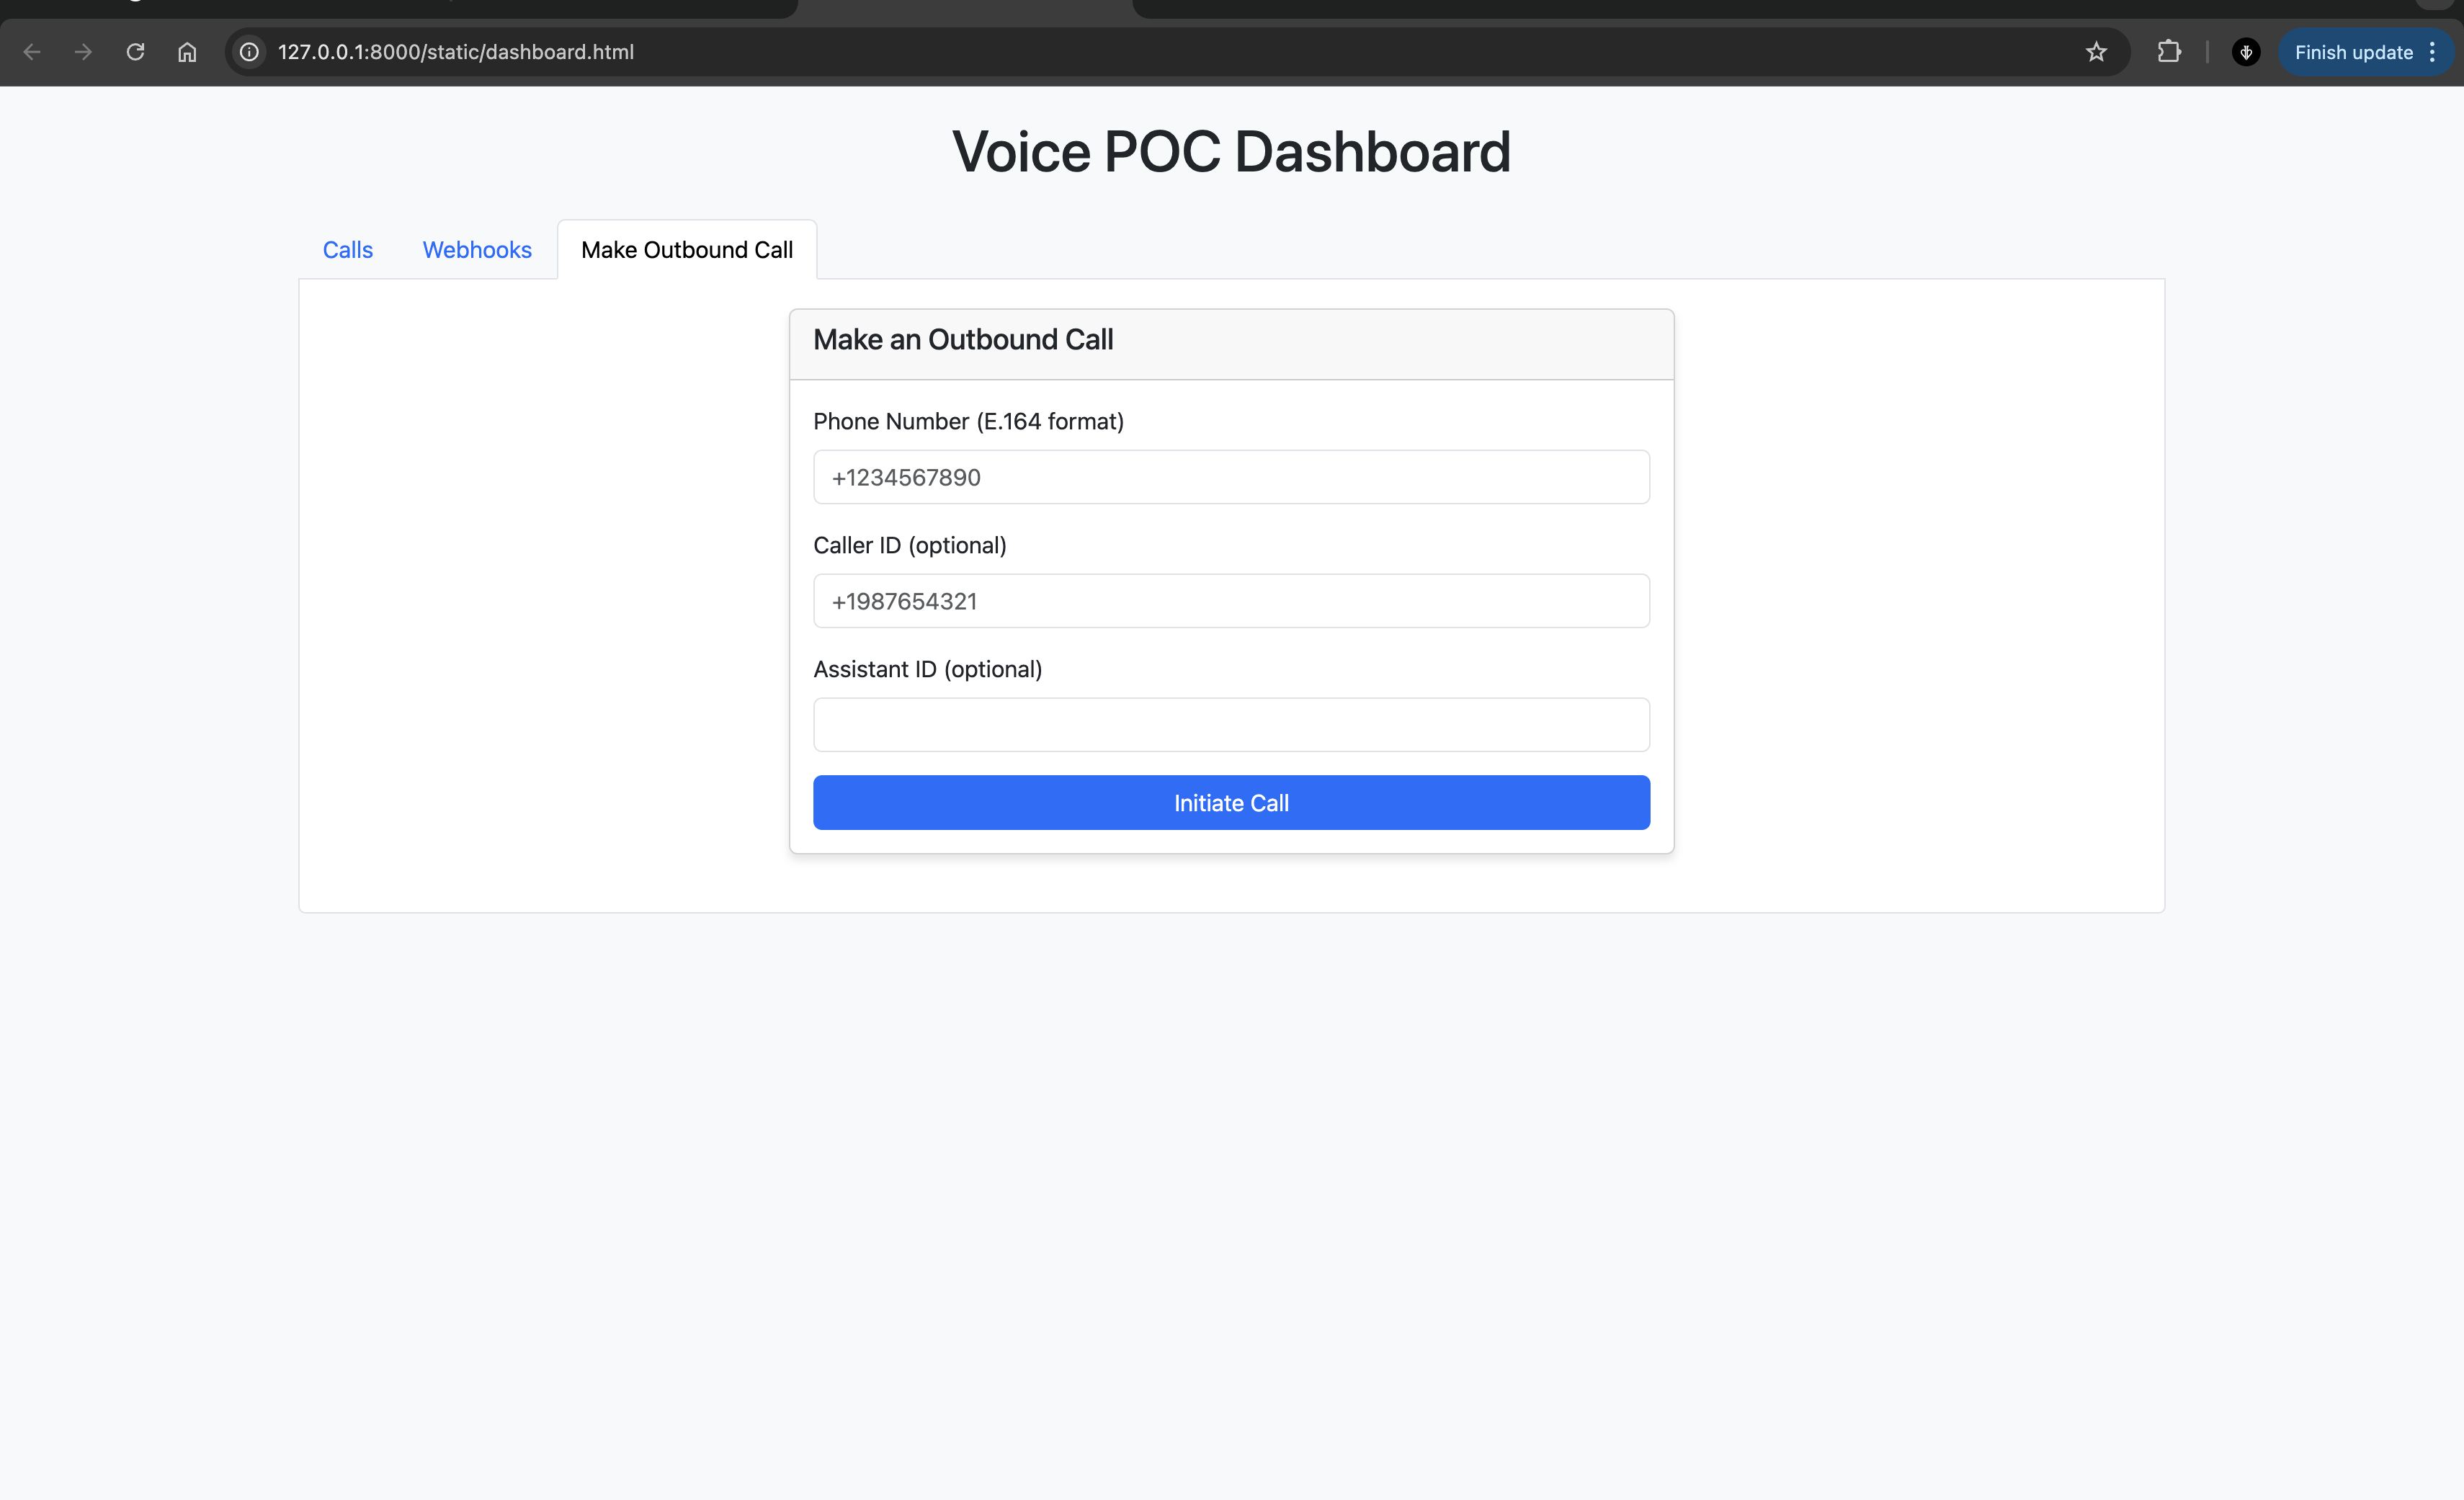 127.0.0.1:8000/static/dashboard.html
Finish update
Voice POC Dashboard
Calls
Webhooks
Make Outbound Call
Make an Outbound Call
Phone Number (E.164 format)
+1234567890
Caller ID (optional)
+1987654321
Assistant ID (optional)
Initiate Call